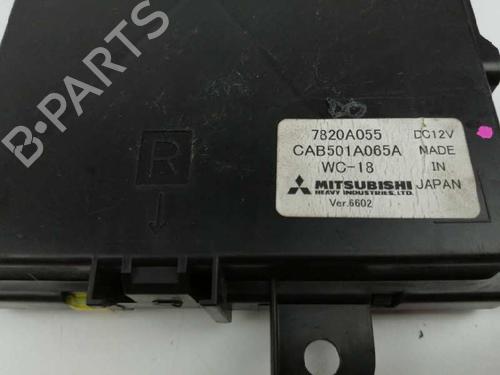 7820A055 DC12V
CAB501A065A MADE
WC-18 IN
MITSUBISHI JAPAN
HEAVY INDUSTRIES, LTD.
Ver.6602
R
B-PARTS